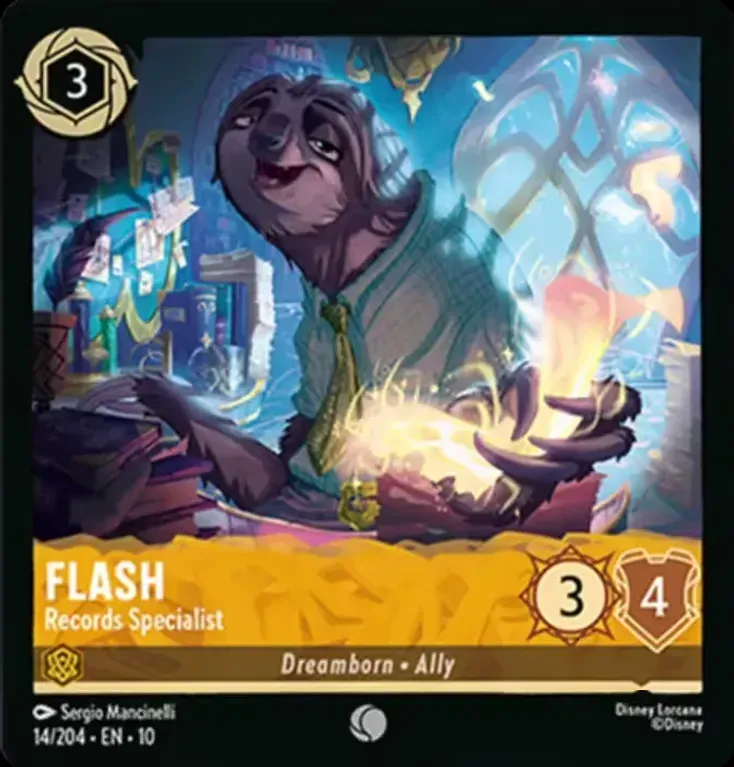 3
FLASH
Records Specialist
3
4
Dreamborn • Ally
Sergio Mancinelli
Disney Lorcana
14/204 • EN • 10
©Disney